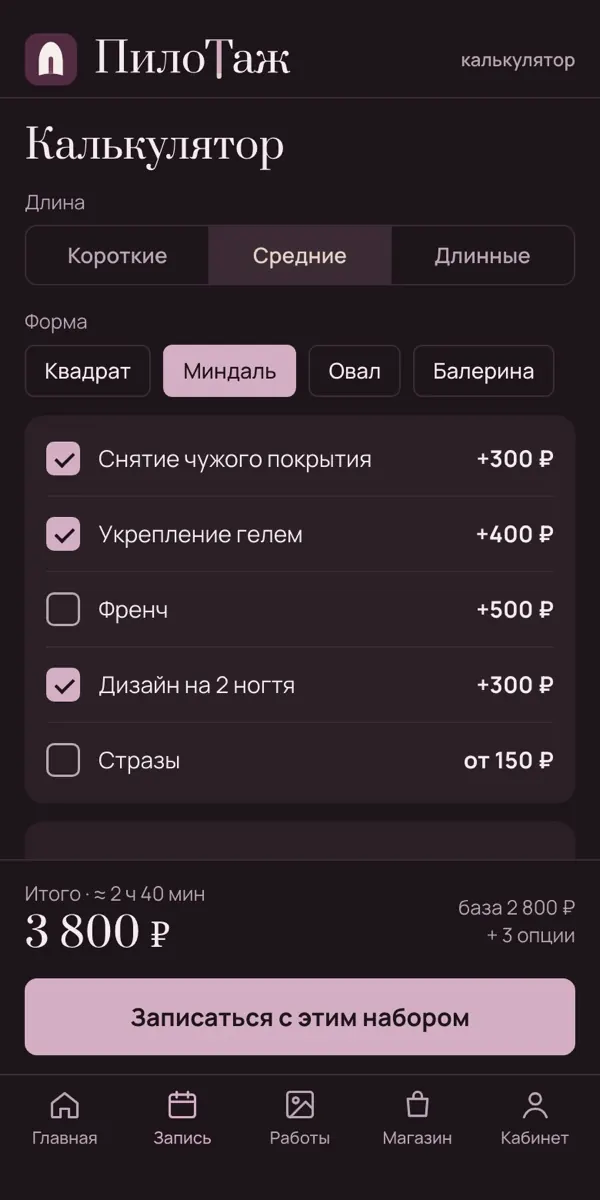 ПилоТаж
калькулятор
Калькулятор
Длина
Короткие Средние Длинные
Форма
Квадрат Миндаль Овал Балерина
Снятие чужого покрытия +300 ₽
Укрепление гелем +400 ₽
Френч +500 ₽
Дизайн на 2 ногтя +300 ₽
Стразы от 150 ₽
Итого · ≈ 2 ч 40 мин
3 800 ₽
база 2 800 ₽
+ 3 опции
Записаться с этим набором
Главная Запись Работы Магазин Кабинет